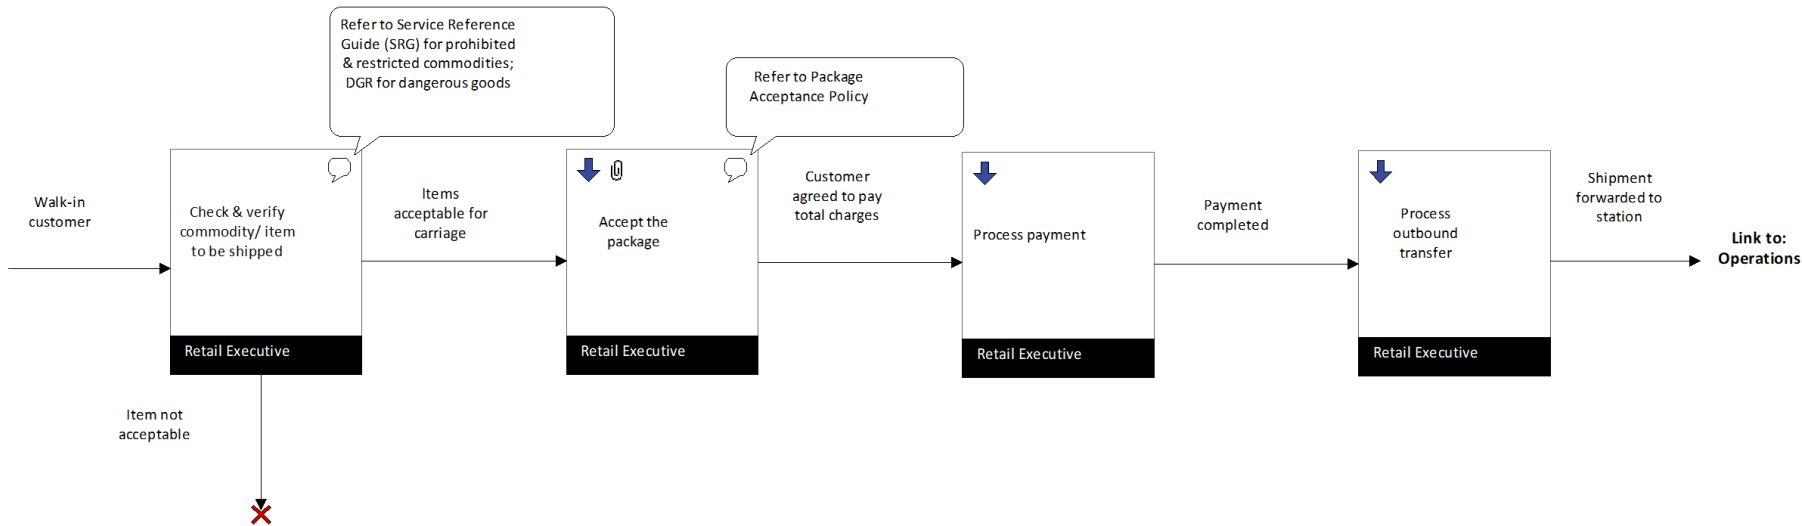 Refer to Service Reference
Guide (SRG) for prohibited
& restricted commodities;
DGR for dangerous goods
Refer to Package
Acceptance Policy
Walk-in
customer
Check & verify
commodity/ item
to be shipped
Retail Executive
Items
acceptable for
carriage
Accept the
package
Retail Executive
Customer
agreed to pay
total charges
Process payment
Retail Executive
Payment
completed
Process
outbound
transfer
Retail Executive
Shipment
forwarded to
station
Link to:
Operations
Item not
acceptable